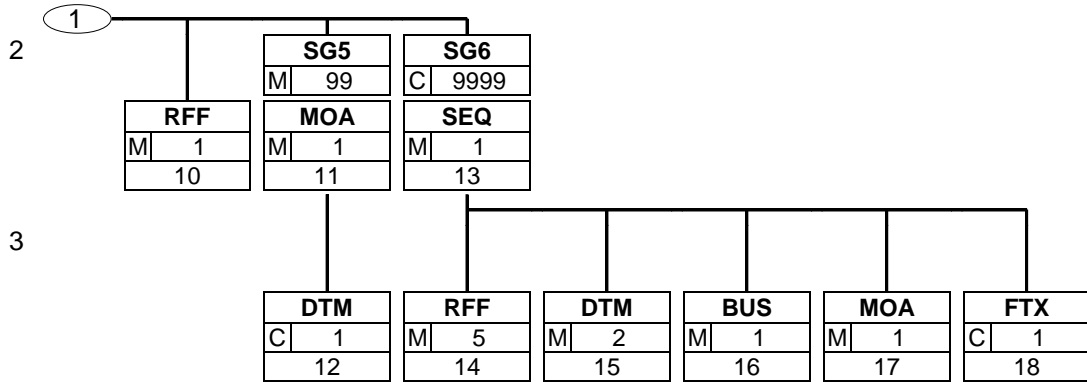 1
2
SG5 SG6
M 99 C 9999
RFF MOA SEQ
M 1 M 1 M 1
10 11 13
3
DTM RFF DTM BUS MOA FTX
C 1 M 5 M 2 M 1 M 1 C 1
12 14 15 16 17 18